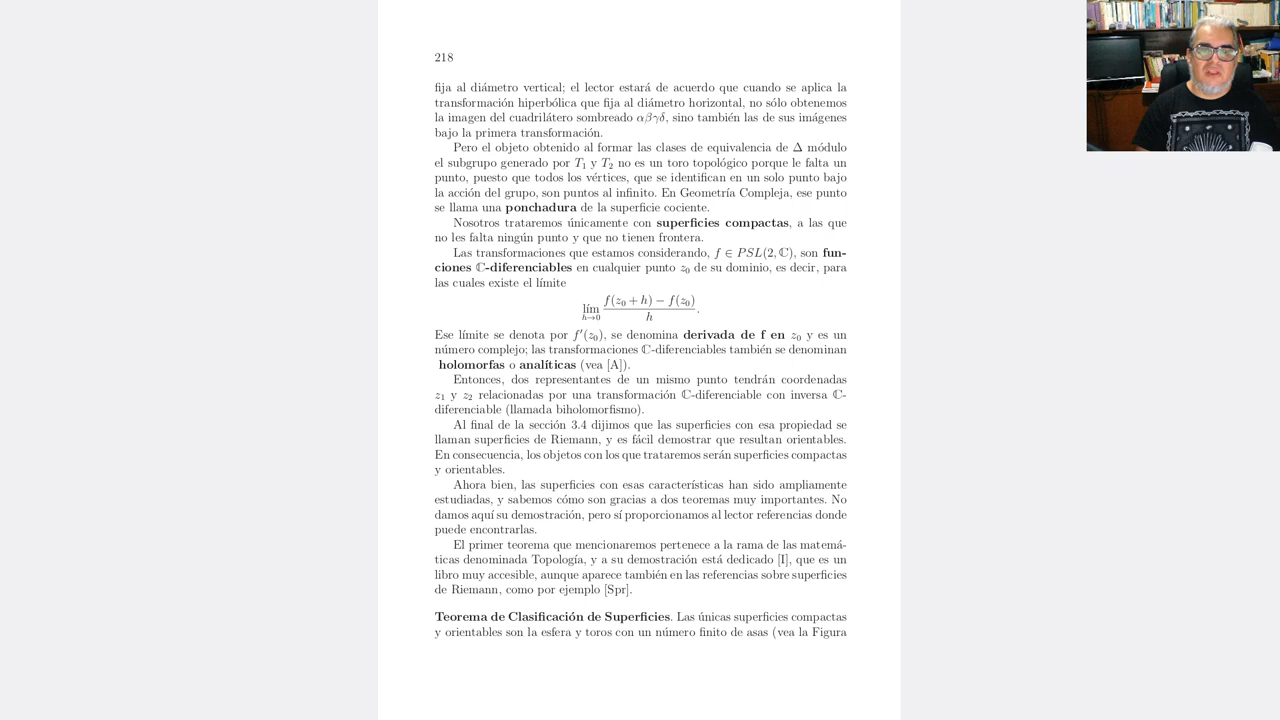 218
fija al diámetro vertical; el lector estará de acuerdo que cuando se aplica la
transformación hiperbólica que fija al diámetro horizontal, no sólo obtenemos
la imagen del cuadrilátero sombreado αβγδ, sino también las de sus imágenes
bajo la primera transformación.
Pero el objeto obtenido al formar las clases de equivalencia de Δ módulo
el subgrupo generado por T₁ y T₂ no es un toro topológico porque le falta un
punto, puesto que todos los vértices, que se identifican en un solo punto bajo
la acción del grupo, son puntos al infinito. En Geometría Compleja, ese punto
se llama una ponchadura de la superficie cociente.
Nosotros trataremos únicamente con superficies compactas, a las que
no les falta ningún punto y que no tienen frontera.
Las transformaciones que estamos considerando, f ∈ PSL(2, ℂ), son fun-
ciones ℂ-diferenciables en cualquier punto z₀ de su dominio, es decir, para
las cuales existe el límite
lím h→0 f(z₀ + h) − f(z₀) / h .
Ese límite se denota por f′(z₀), se denomina derivada de f en z₀ y es un
número complejo; las transformaciones ℂ-diferenciables también se denominan
holomorfas o analíticas (vea [A]).
Entonces, dos representantes de un mismo punto tendrán coordenadas
z₁ y z₂ relacionadas por una transformación ℂ-diferenciable con inversa ℂ-
diferenciable (llamada biholomorfismo).
Al final de la sección 3.4 dijimos que las superficies con esa propiedad se
llaman superficies de Riemann, y es fácil demostrar que resultan orientables.
En consecuencia, los objetos con los que trataremos serán superficies compactas
y orientables.
Ahora bien, las superficies con esas características han sido ampliamente
estudiadas, y sabemos cómo son gracias a dos teoremas muy importantes. No
damos aquí su demostración, pero sí proporcionamos al lector referencias donde
puede encontrarlas.
El primer teorema que mencionaremos pertenece a la rama de las matemá-
ticas denominada Topología, y a su demostración está dedicado [I], que es un
libro muy accesible, aunque aparece también en las referencias sobre superficies
de Riemann, como por ejemplo [Spr].
Teorema de Clasificación de Superficies. Las únicas superficies compactas
y orientables son la esfera y toros con un número finito de asas (vea la Figura